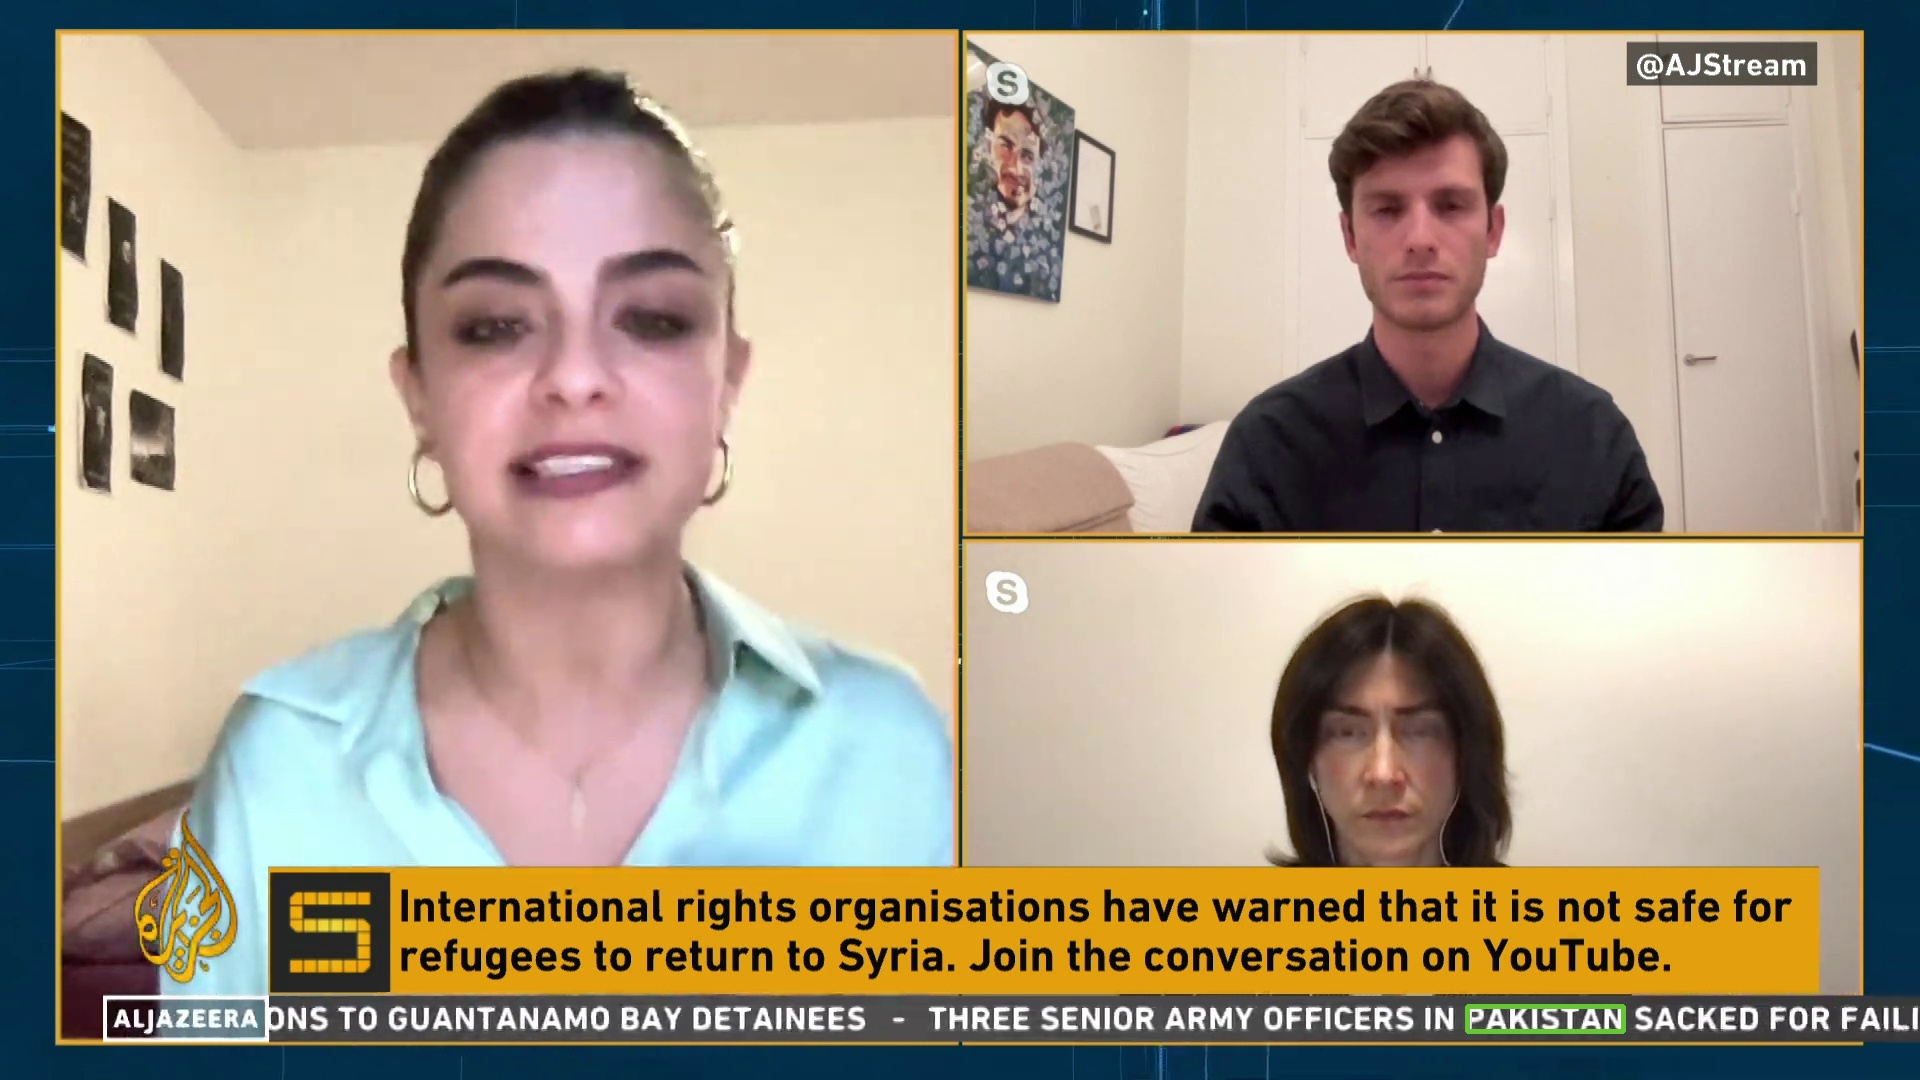 @AJStream
S
S
International rights organisations have warned that it is not safe for
refugees to return to Syria. Join the conversation on YouTube.
ALJAZEERA
ONS TO GUANTANAMO BAY DETAINEES - THREE SENIOR ARMY OFFICERS IN PAKISTAN SACKED FOR FAILI